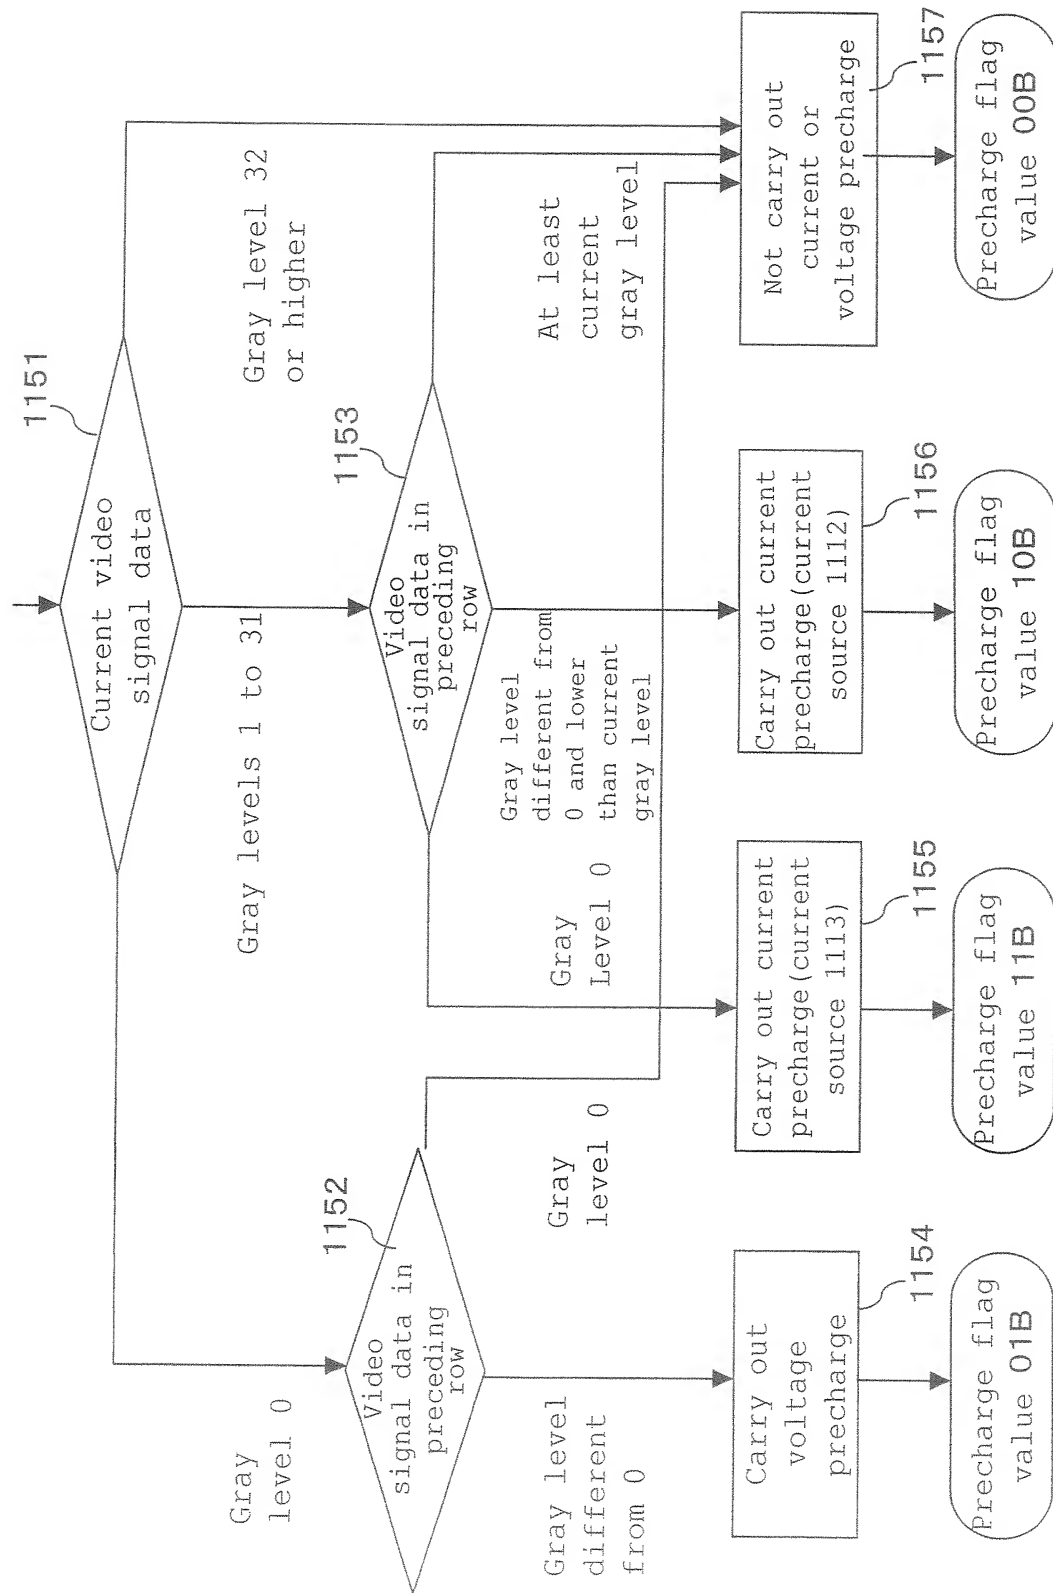 1151
Current video
signal data
Gray
level 0
Gray levels 1 to 31
Gray level 32
or higher
1152
Video
signal data in
preceding
row
1153
Video
signal data in
preceding
row
Gray level
different
from 0
Gray
level 0
Gray
Level 0
Gray level
different from
0 and lower
than current
gray level
At least
current
gray level
Carry out
voltage
precharge
1154
Carry out current
precharge(current
source 1113)
1155
Carry out current
precharge(current
source 1112)
1156
Not carry out
current or
voltage precharge
1157
Precharge flag
value 01B
Precharge flag
value 11B
Precharge flag
value 10B
Precharge flag
value 00B